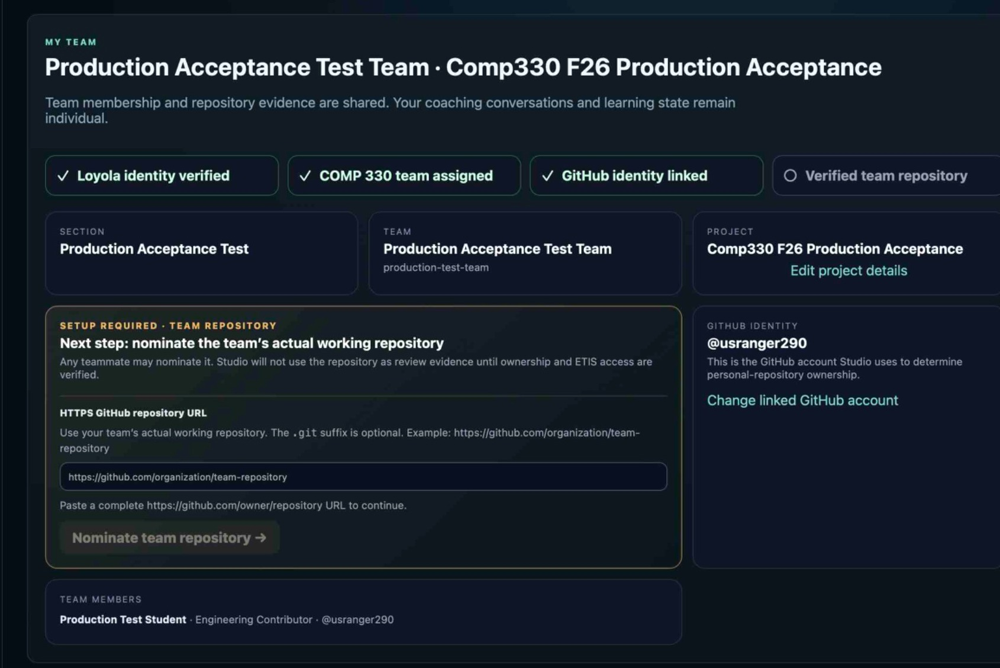 MY TEAM
Production Acceptance Test Team · Comp330 F26 Production Acceptance
Team membership and repository evidence are shared. Your coaching conversations and learning state remain
individual.
✓ Loyola identity verified
✓ COMP 330 team assigned
✓ GitHub identity linked
Verified team repository
SECTION
Production Acceptance Test
TEAM
Production Acceptance Test Team
production-test-team
PROJECT
Comp330 F26 Production Acceptance
Edit project details
SETUP REQUIRED · TEAM REPOSITORY
Next step: nominate the team’s actual working repository
Any teammate may nominate it. Studio will not use the repository as review evidence until ownership and ETIS access are
verified.
HTTPS GitHub repository URL
Use your team’s actual working repository. The .git suffix is optional. Example: https://github.com/organization/team-
repository
https://github.com/organization/team-repository
Paste a complete https://github.com/owner/repository URL to continue.
Nominate team repository →
GITHUB IDENTITY
@usranger290
This is the GitHub account Studio uses to determine
personal-repository ownership.
Change linked GitHub account
TEAM MEMBERS
Production Test Student · Engineering Contributor · @usranger290